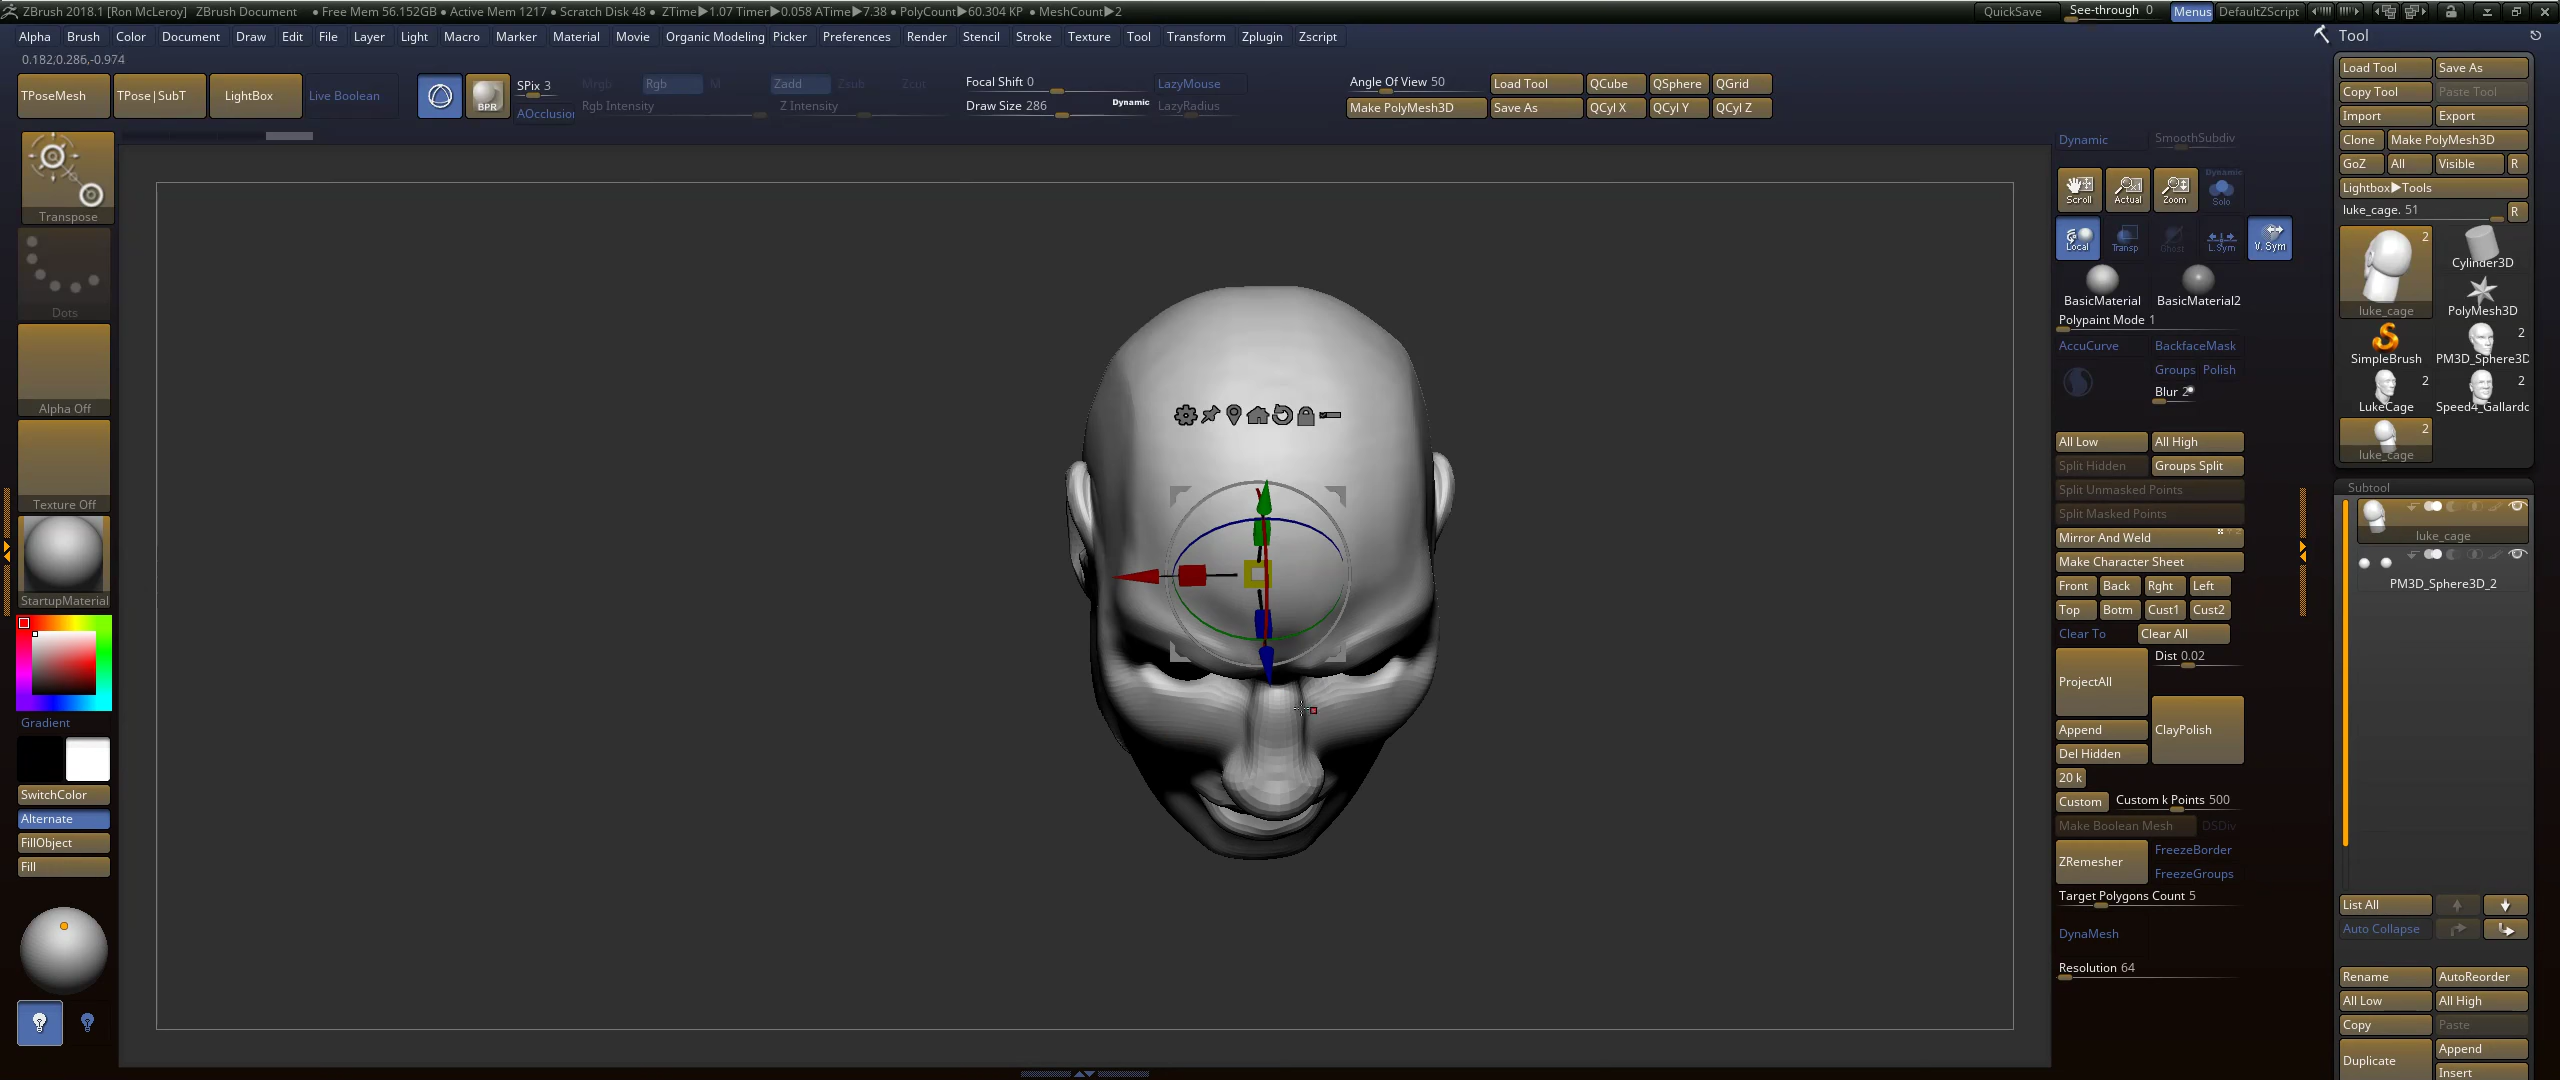 ZBrush 2018.1 [Ron McLeroy]   ZBrush Document   • Free Mem 56.152GB • Active Mem 1217 • Scratch Disk 48 •  ZTime▶1.07 Timer▶0.058 ATime▶7.38 • PolyCount▶60.304 KP  • MeshCount▶2
QuickSave See-through 0 Menus DefaultZScript
Alpha Brush Color Document Draw Edit File Layer Light Macro Marker Material Movie Organic Modeling Picker Preferences Render Stencil Stroke Texture Tool Transform Zplugin Zscript
0.182,0.286,-0.974
TPoseMesh TPose|SubT LightBox Live Boolean
BPR
SPix 3
AOcclusion
Mrgb Rgb M
Rgb Intensity
Zadd Zsub Zcut
Z Intensity
Focal Shift 0
Draw Size 286 Dynamic
LazyMouse
LazyRadius
Angle Of View 50 Load Tool QCube QSphere QGrid
Make PolyMesh3D Save As QCyl X QCyl Y QCyl Z
Transpose
Dots
Alpha Off
Texture Off
StartupMaterial
Gradient
SwitchColor
Alternate
FillObject
Fill
Dynamic SmoothSubdiv
Scroll Actual Zoom Dynamic Solo
Local Transp Ghost L.Sym V. Sym
BasicMaterial BasicMaterial2
Polypaint Mode 1
AccuCurve BackfaceMask
Groups Polish
Blur 2
All Low All High
Split Hidden Groups Split
Split Unmasked Points
Split Masked Points
Mirror And Weld
Make Character Sheet
Front Back Rght Left
Top Botm Cust1 Cust2
Clear To Clear All
Dist 0.02
ProjectAll
Append ClayPolish
Del Hidden
20 k
Custom Custom k Points 500
Make Boolean Mesh DSDiv
ZRemesher FreezeBorder
FreezeGroups
Target Polygons Count 5
DynaMesh
Resolution 64
Tool
Load Tool Save As
Copy Tool Paste Tool
Import Export
Clone Make PolyMesh3D
GoZ All Visible R
Lightbox▶Tools
luke_cage. 51 R
2
luke_cage
Cylinder3D
PolyMesh3D
SimpleBrush
2
PM3D_Sphere3D
2
LukeCage
2
Speed4_Gallardo
2
luke_cage
Subtool
luke_cage
PM3D_Sphere3D_2
List All
Auto Collapse
Rename AutoReorder
All Low All High
Copy Paste
Duplicate Append
Insert